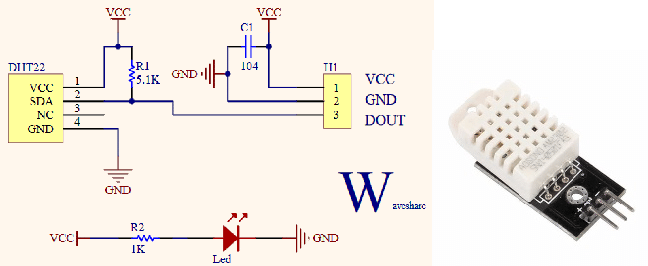 VCC
VCC
C1
DHT22
R1
5.1K
GND
104
H1
VCC 1
SDA 2
NC 3
GND 4
1 VCC
2 GND
3 DOUT
GND
Waveshare
VCC
R2
1K
Led
GND
+
-